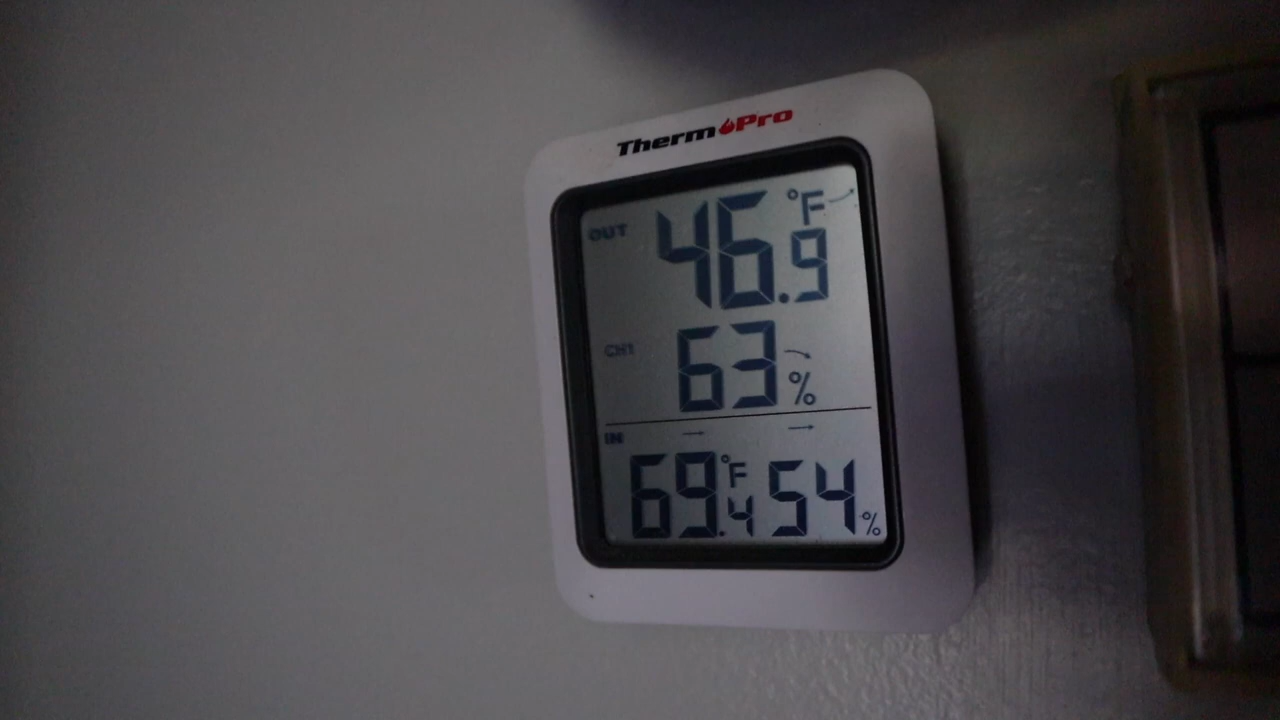 ThermoPro
OUT 46.9 °F
CH1 63 %
IN
69.4 °F 54 %